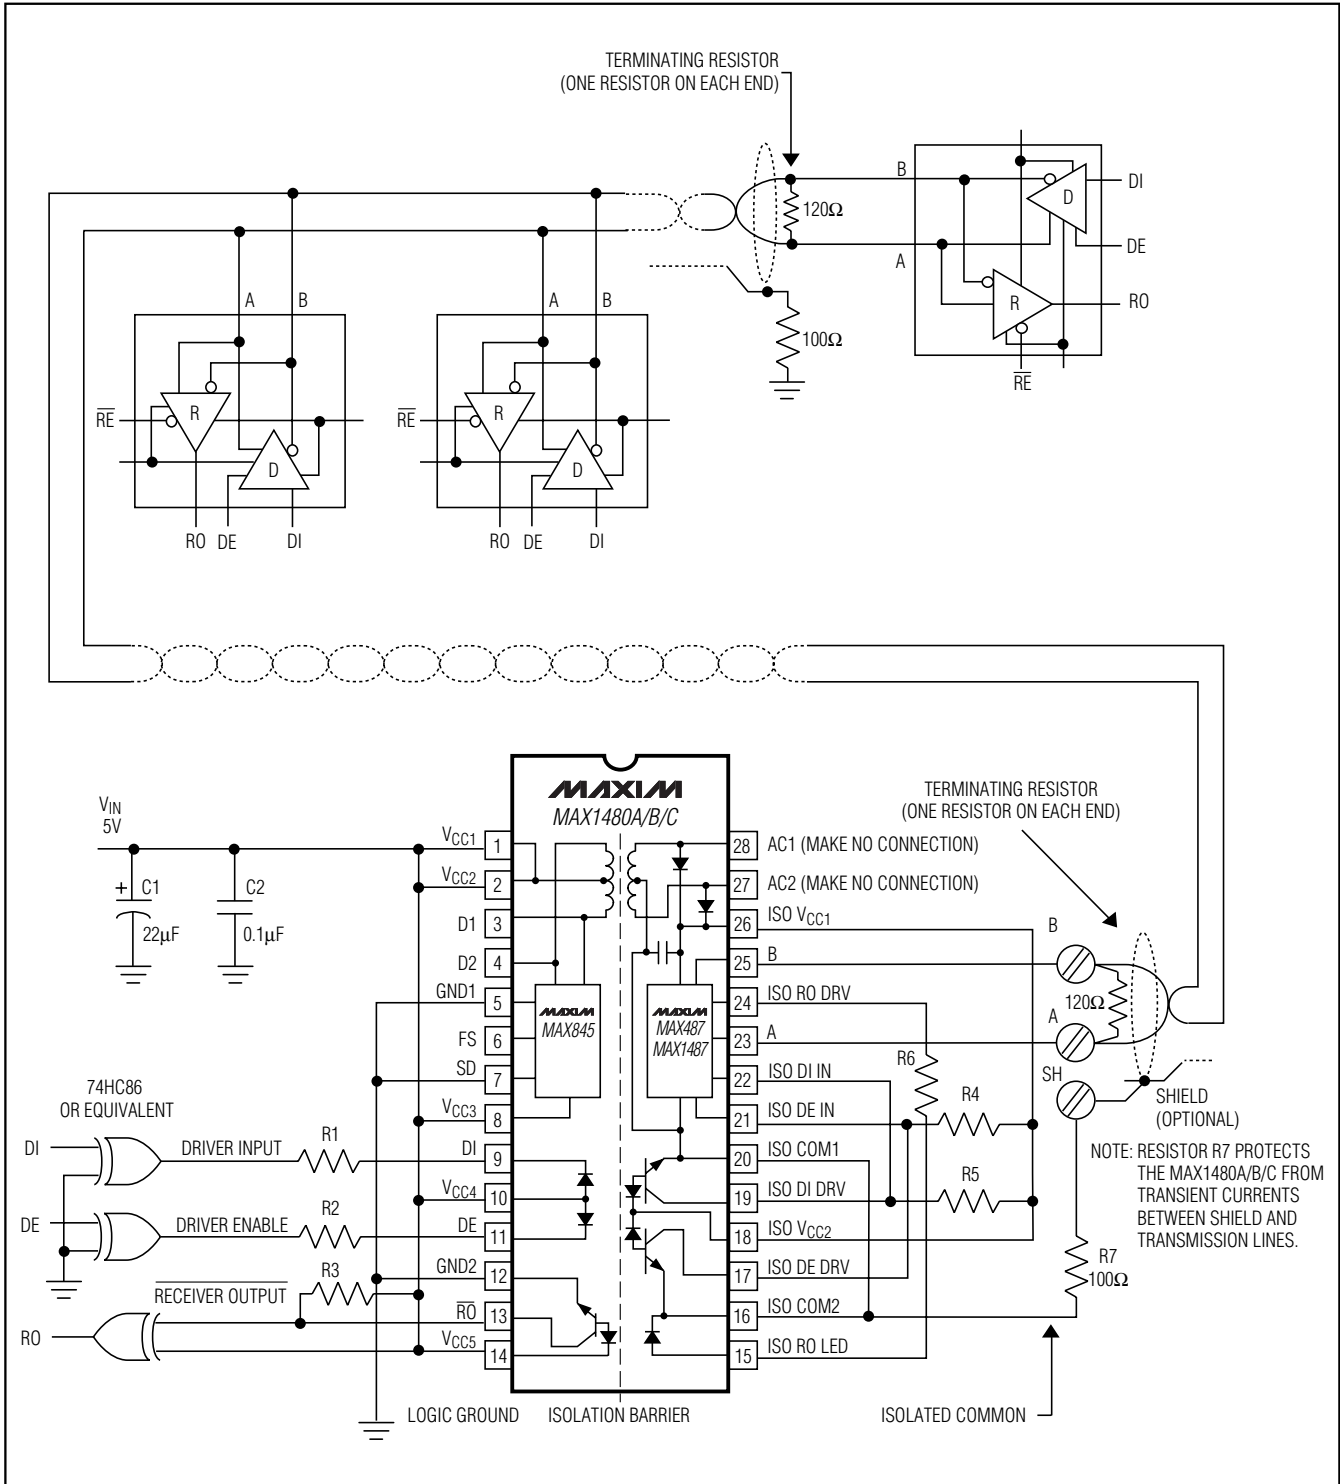 TERMINATING RESISTOR
(ONE RESISTOR ON EACH END)
B
DI
D
120Ω
DE
A
A
B
A
B
R
RO
100Ω
R̅E̅
R̅E̅
R
R̅E̅
R
D
D
RO
DE
DI
RO
DE
DI
MAXIM
MAX1480A/B/C
TERMINATING RESISTOR
(ONE RESISTOR ON EACH END)
VIN
5V
VCC1
1
28
AC1 (MAKE NO CONNECTION)
VCC2
2
27
AC2 (MAKE NO CONNECTION)
+
C1
C2
22μF
0.1μF
D1
3
26
ISO VCC1
B
D2
4
25
B
GND1
5
24
ISO RO DRV
120Ω
MAXIM
MAX845
MAXIM
MAX487
MAX1487
FS
6
23
A
A
SD
7
22
ISO DI IN
R6
SH
74HC86
OR EQUIVALENT
VCC3
8
21
ISO DE IN
R4
SHIELD
(OPTIONAL)
DI
DRIVER INPUT
R1
DI
9
20
ISO COM1
NOTE: RESISTOR R7 PROTECTS
THE MAX1480A/B/C FROM
TRANSIENT CURRENTS
BETWEEN SHIELD AND
TRANSMISSION LINES.
VCC4
10
19
ISO DI DRV
R5
DE
DRIVER ENABLE
R2
DE
11
18
ISO VCC2
GND2
12
17
ISO DE DRV
R7
100Ω
R̅E̅C̅E̅I̅V̅E̅R̅ O̅U̅T̅P̅U̅T̅
R3
R̅O̅
13
16
ISO COM2
RO
VCC5
14
15
ISO RO LED
LOGIC GROUND
ISOLATION BARRIER
ISOLATED COMMON